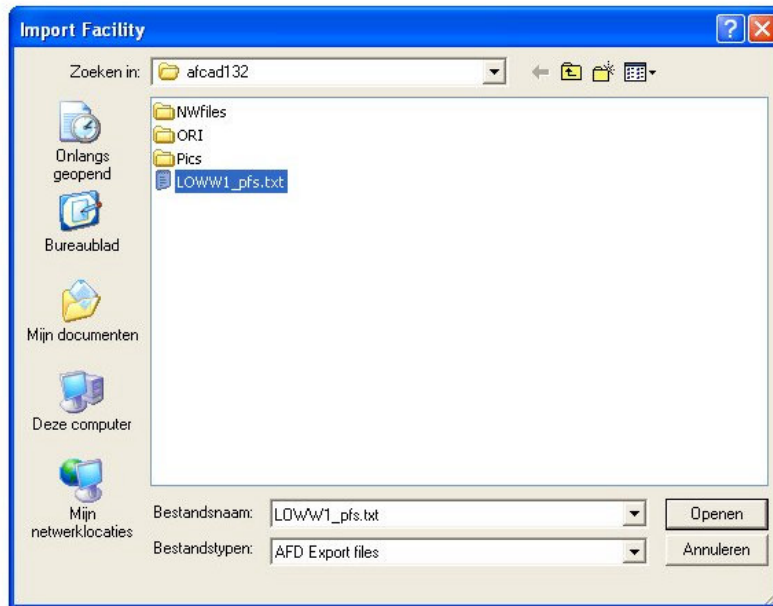 Import Facility
Zoeken in:
afcad132
NWfiles
ORI
Pics
LOWW1_pfs.txt
Onlangs
geopend
Bureaublad
Mijn documenten
Deze computer
Mijn
netwerklocaties
Bestandsnaam:
LOWW1_pfs.txt
Openen
Bestandstypen:
AFD Export files
Annuleren